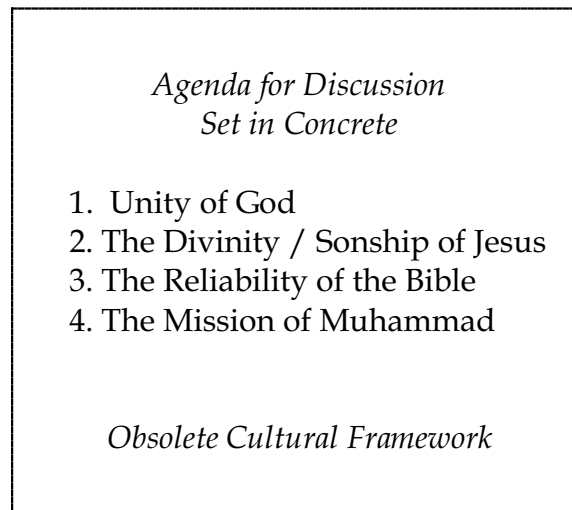 Agenda for Discussion
Set in Concrete
1. Unity of God
2. The Divinity / Sonship of Jesus
3. The Reliability of the Bible
4. The Mission of Muhammad
Obsolete Cultural Framework